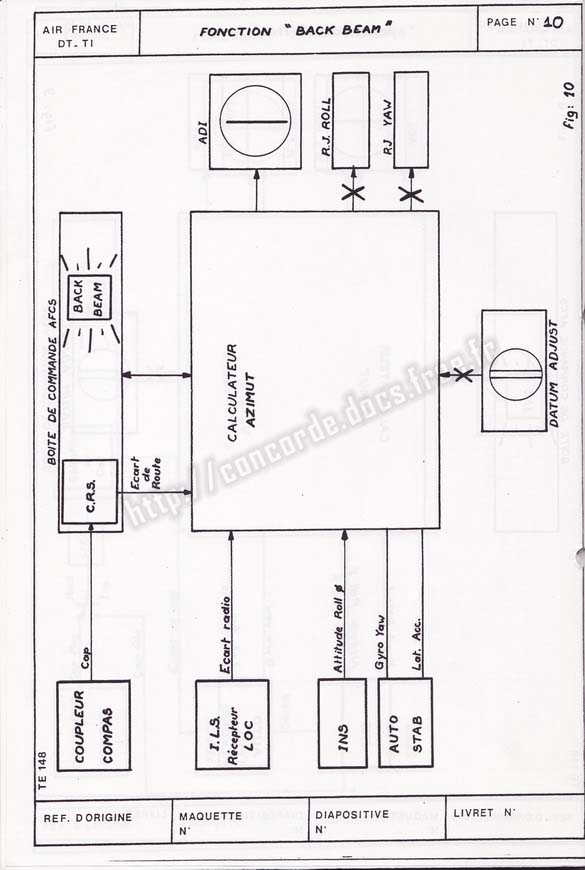 AIR FRANCE
DT-TI
FONCTION "BACK BEAM"
PAGE N° 10
fig: 10
ADI
R.J. ROLL
RJ YAW
BOITE DE COMMANDE AFCS
BACK
BEAM
C.R.S.
Ecart
de
Route
CALCULATEUR
AZIMUT
DATUM ADJUST
http://concorde.docs.free.fr
Cap
Ecart radio
Altitude Roll ϕ
Gyro Yaw
Lat. Acc.
COUPLEUR
COMPAS
I.L.S.
Récepteur
LOC
INS
AUTO
STAB
TE 148
REF. D'ORIGINE
MAQUETTE
N°
DIAPOSITIVE
N°
LIVRET N°